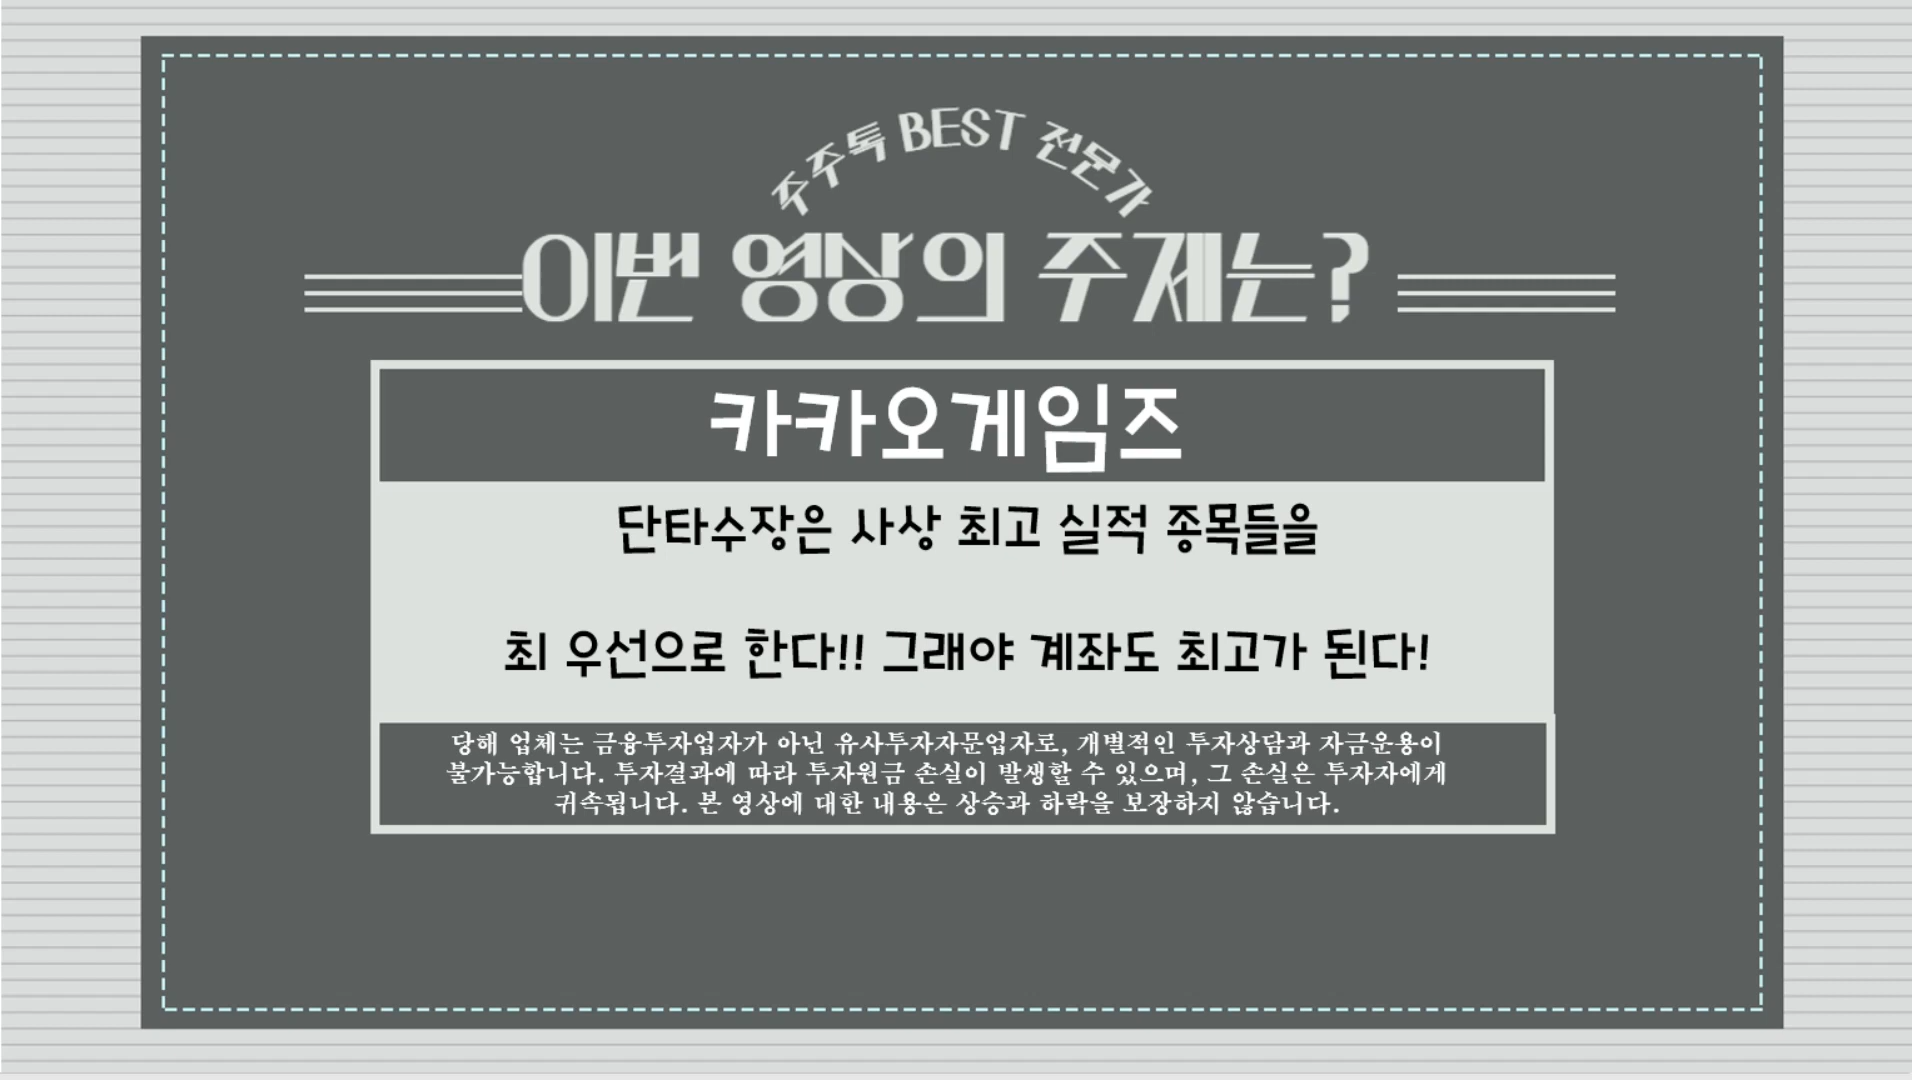 주주톡 BEST 전문가
이번 영상의 주제는?
카카오게임즈
단타수장은 사상 최고 실적 종목들을
최 우선으로 한다!! 그래야 계좌도 최고가 된다!
당해 업체는 금융투자업자가 아닌 유사투자자문업자로, 개별적인 투자상담과 자금운용이
불가능합니다. 투자결과에 따라 투자원금 손실이 발생할 수 있으며, 그 손실은 투자자에게
귀속됩니다. 본 영상에 대한 내용은 상승과 하락을 보장하지 않습니다.